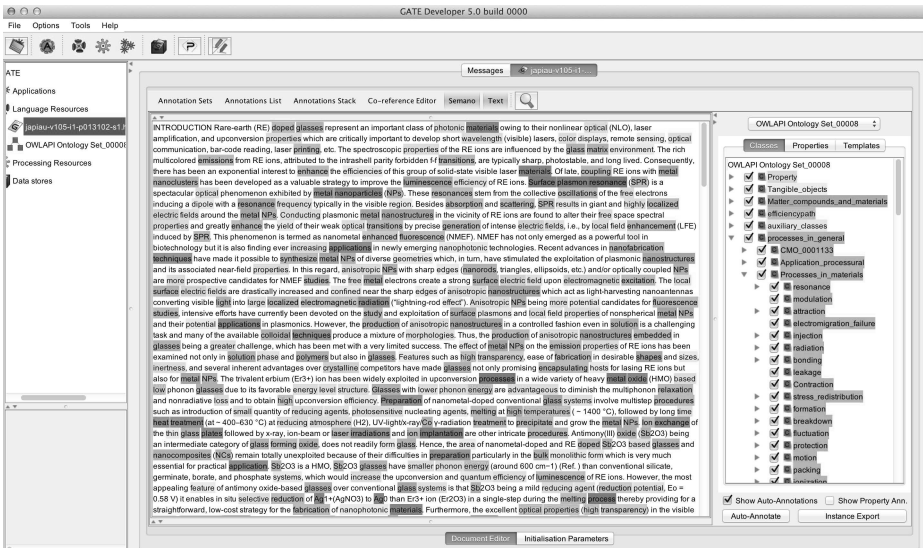 GATE Developer 5.0 build 0000
File Options Tools Help
Messages japiau-v105-i1-...
ATE
Applications
Language Resources
japiau-v105-i1-p013102-s1.h
OWLAPI Ontology Set_00008
Processing Resources
Data stores
Annotation Sets Annotations List Annotations Stack Co-reference Editor Semano Text
INTRODUCTION Rare-earth (RE) doped glasses represent an important class of photonic materials owing to their nonlinear optical (NLO), laser
amplification, and upconversion properties which are critically important to develop short wavelength (visible) lasers, color displays, remote sensing, optical
communication, bar-code reading, laser printing, etc. The spectroscopic properties of the RE ions are influenced by the glass matrix environment. The rich
multicolored emissions from RE ions, attributed to the intrashell parity forbidden f-f transitions, are typically sharp, photostable, and long lived. Consequently,
there has been an exponential interest to enhance the efficiencies of this group of solid-state visible laser materials. Of late, coupling RE ions with metal
nanoclusters has been developed as a valuable strategy to improve the luminescence efficiency of RE ions. Surface plasmon resonance (SPR) is a
spectacular optical phenomenon exhibited by metal nanoparticles (NPs). These resonances stem from the collective oscillations of the free electrons
inducing a dipole with a resonance frequency typically in the visible region. Besides absorption and scattering, SPR results in giant and highly localized
electric fields around the metal NPs. Conducting plasmonic metal nanostructures in the vicinity of RE ions are found to alter their free space spectral
properties and greatly enhance the yield of their weak optical transitions by precise generation of intense electric fields, i.e., by local field enhancement (LFE)
induced by SPR. This phenomenon is termed as nanometal enhanced fluorescence (NMEF). NMEF has not only emerged as a powerful tool in
biotechnology but it is also finding ever increasing applications in newly emerging nanophotonic technologies. Recent advances in nanofabrication
techniques have made it possible to synthesize metal NPs of diverse geometries which, in turn, have stimulated the exploitation of plasmonic nanostructures
and its associated near-field properties. In this regard, anisotropic NPs with sharp edges (nanorods, triangles, ellipsoids, etc.) and/or optically coupled NPs
are more prospective candidates for NMEF studies. The free metal electrons create a strong surface electric field upon electromagnetic excitation. The local
surface electric fields are drastically increased and confined near the sharp edges of anisotropic nanostructures which act as light-harvesting nanoantennas
converting visible light into large localized electromagnetic radiation ("lightning-rod effect"). Anisotropic NPs being more potential candidates for fluorescence
studies, intensive efforts have currently been devoted on the study and exploitation of surface plasmons and local field properties of nonspherical metal NPs
and their potential applications in plasmonics. However, the production of anisotropic nanostructures in a controlled fashion even in solution is a challenging
task and many of the available colloidal techniques produce a mixture of morphologies. Thus, the production of anisotropic nanostructures embedded in
glasses being a greater challenge, which has been met with a very limited success. The effect of metal NPs on the emission properties of RE ions has been
examined not only in solution phase and polymers but also in glasses. Features such as high transparency, ease of fabrication in desirable shapes and sizes,
inertness, and several inherent advantages over crystalline competitors have made glasses not only promising encapsulating hosts for lasing RE ions but
also for metal NPs. The trivalent erbium (Er3+) ion has been widely exploited in upconversion processes in a wide variety of heavy metal oxide (HMO) based
low phonon glasses due to its favorable energy level structure. Glasses with lower phonon energy are advantageous to diminish the multiphonon relaxation
and nonradiative loss and to obtain high upconversion efficiency. Preparation of nanometal-doped conventional glass systems involve multistep procedures
such as introduction of small quantity of reducing agents, photosensitive nucleating agents, melting at high temperatures ( ~ 1400 °C), followed by long time
heat treatment (at ~ 400–630 °C) at reducing atmosphere (H2), UV-lightx-ray/Co γ-radiation treatment to precipitate and grow the metal NPs. Ion exchange of
the thin glass plates followed by x-ray, ion-beam or laser irradiations and ion implantation are other intricate procedures. Antimony(III) oxide (Sb2O3) being
an intermediate category of glass forming oxide, does not readily form glass. Hence, the area of nanometal-doped and RE doped Sb2O3 based glasses and
nanocomposites (NCs) remain totally unexploited because of their difficulties in preparation particularly in the bulk monolithic form which is very much
essential for practical application. Sb2O3 is a HMO, Sb2O3 glasses have smaller phonon energy (around 600 cm−1) (Ref. ) than conventional silicate,
germinate, borate, and phosphate systems, which would increase the upconversion and quantum efficiency of luminescence of RE ions. However, the most
appealing feature of antimony oxide-based glasses over conventional glass systems is that Sb2O3 being a mild reducing agent (reduction potential, Eo =
0.58 V) it enables in situ selective reduction of Ag1+(AgNO3) to Ag0 than Er3+ ion (Er2O3) in a single-step during the melting process thereby providing for a
straightforward, low-cost strategy for the fabrication of nanophotonic materials. Furthermore, the excellent optical properties (high transparency) in the visible
OWLAPI Ontology Set_00008
Classes Properties Templates
OWLAPI Ontology Set_00008
Property
Tangible_objects
Matter_compounds_and_materials
efficiencypath
auxiliary_classes
processes_in_general
CMO_0001133
Application_processural
Processes_in_materials
resonance
modulation
attraction
electromigration_failure
injection
radiation
bonding
leakage
Contraction
stress_redistribution
formation
breakdown
fluctuation
protection
motion
packing
ionization
Show Auto-Annotations Show Property Ann.
Auto-Annotate Instance Export
Document Editor Initialisation Parameters